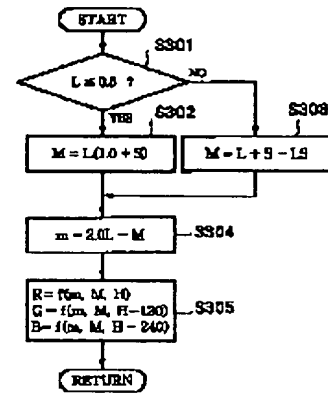 START
S301
L ≤ 0.5 ?
NO
YES
S302
S303
M = L(1.0 + S)
M = L + S - LS
m = 2.0L - M
S304
R = f(m, M, H)
G = f(m, M, H-120)
B = f(m, M, H-240)
S305
RETURN